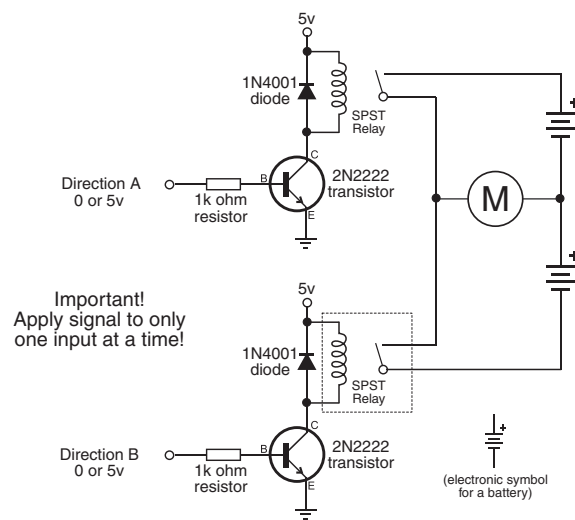 5v
1N4001
diode
SPST
Relay
+
C
B
2N2222
transistor
E
Direction A
0 or 5v
1k ohm
resistor
M
+
Important!
Apply signal to only
one input at a time!
5v
1N4001
diode
SPST
Relay
C
B
2N2222
transistor
E
Direction B
0 or 5v
1k ohm
resistor
+
(electronic symbol
for a battery)